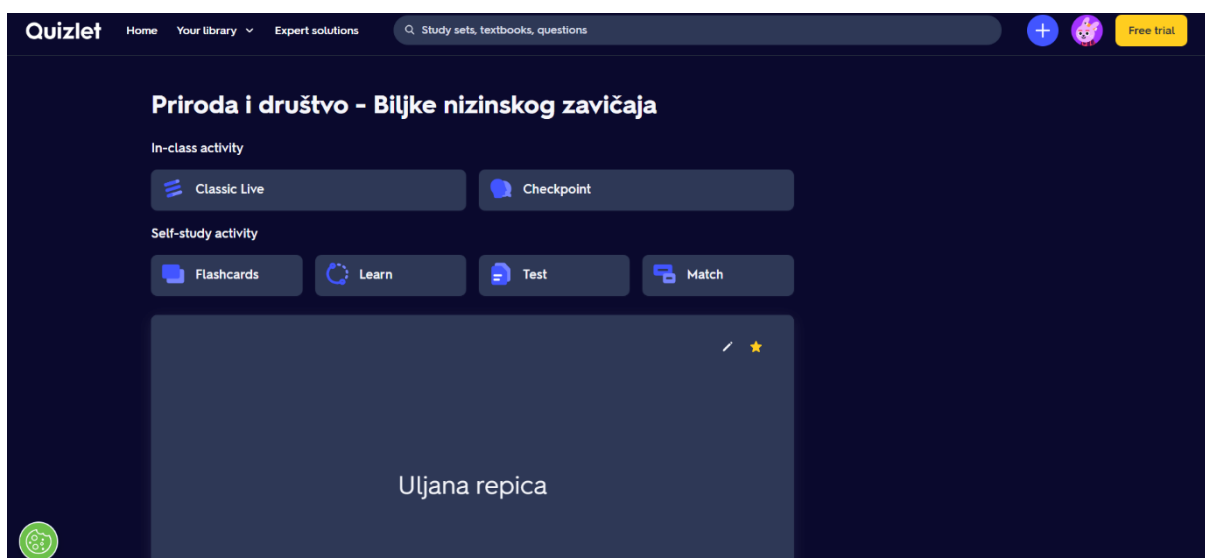 Quizlet Home Your library Expert solutions Study sets, textbooks, questions Free trial
Priroda i društvo - Biljke nizinskog zavičaja
In-class activity
Classic Live Checkpoint
Self-study activity
Flashcards Learn Test Match
Uljana repica